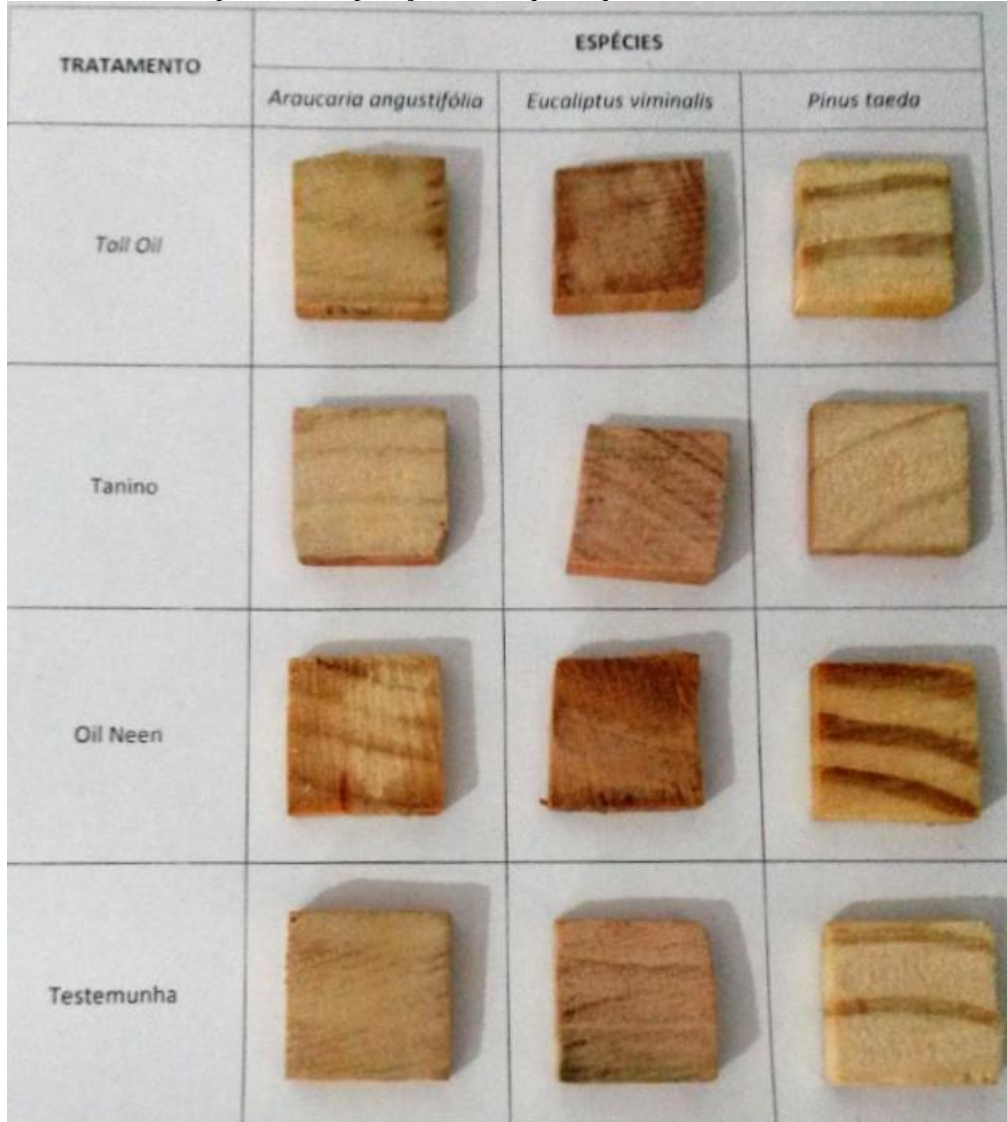 TRATAMENTO
ESPÉCIES
Araucaria angustifólia
Eucaliptus viminalis
Pinus taeda
Toll Oil
Tanino
Oil Neen
Testemunha